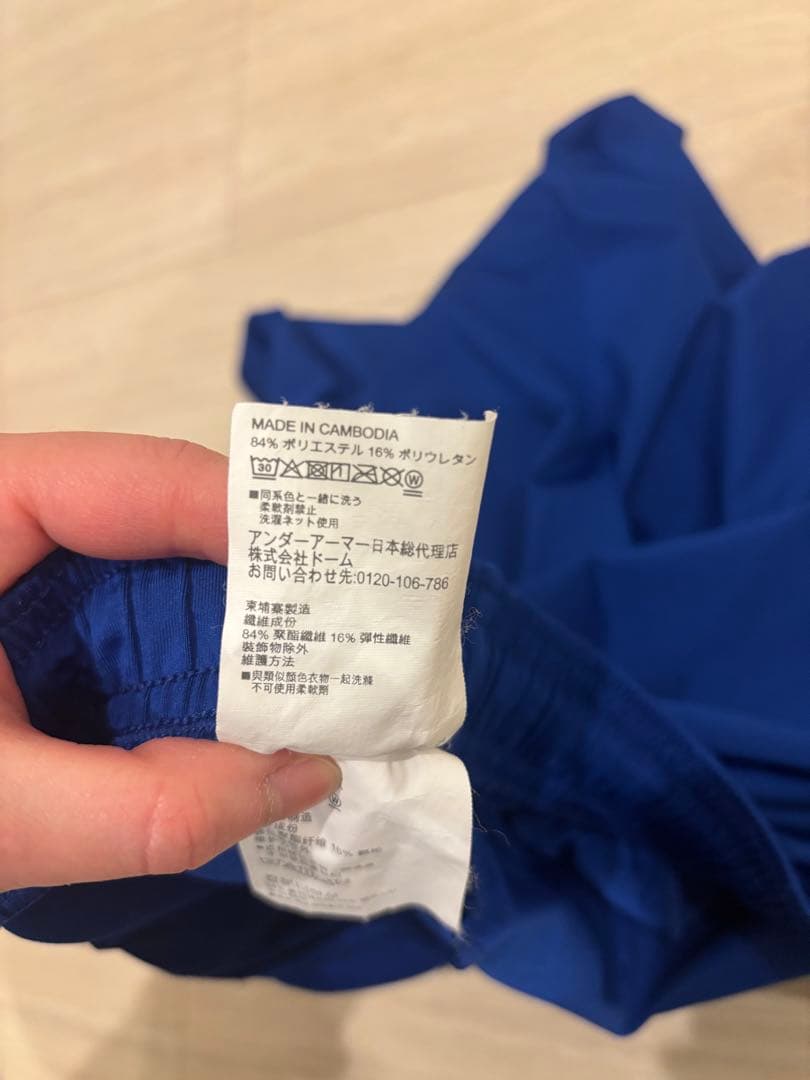 MADE IN CAMBODIA
84% ポリエステル 16% ポリウレタン
30 W
■同系色と一緒に洗う
柔軟剤禁止
洗濯ネット使用
アンダーアーマー日本総代理店
株式会社ドーム
お問い合わせ先:0120-106-786
柬埔寨製造
纖維成份
84% 聚酯纖維 16% 彈性纖維
裝飾物除外
維護方法
■與類似顏色衣物一起洗滌
不可使用柔軟劑